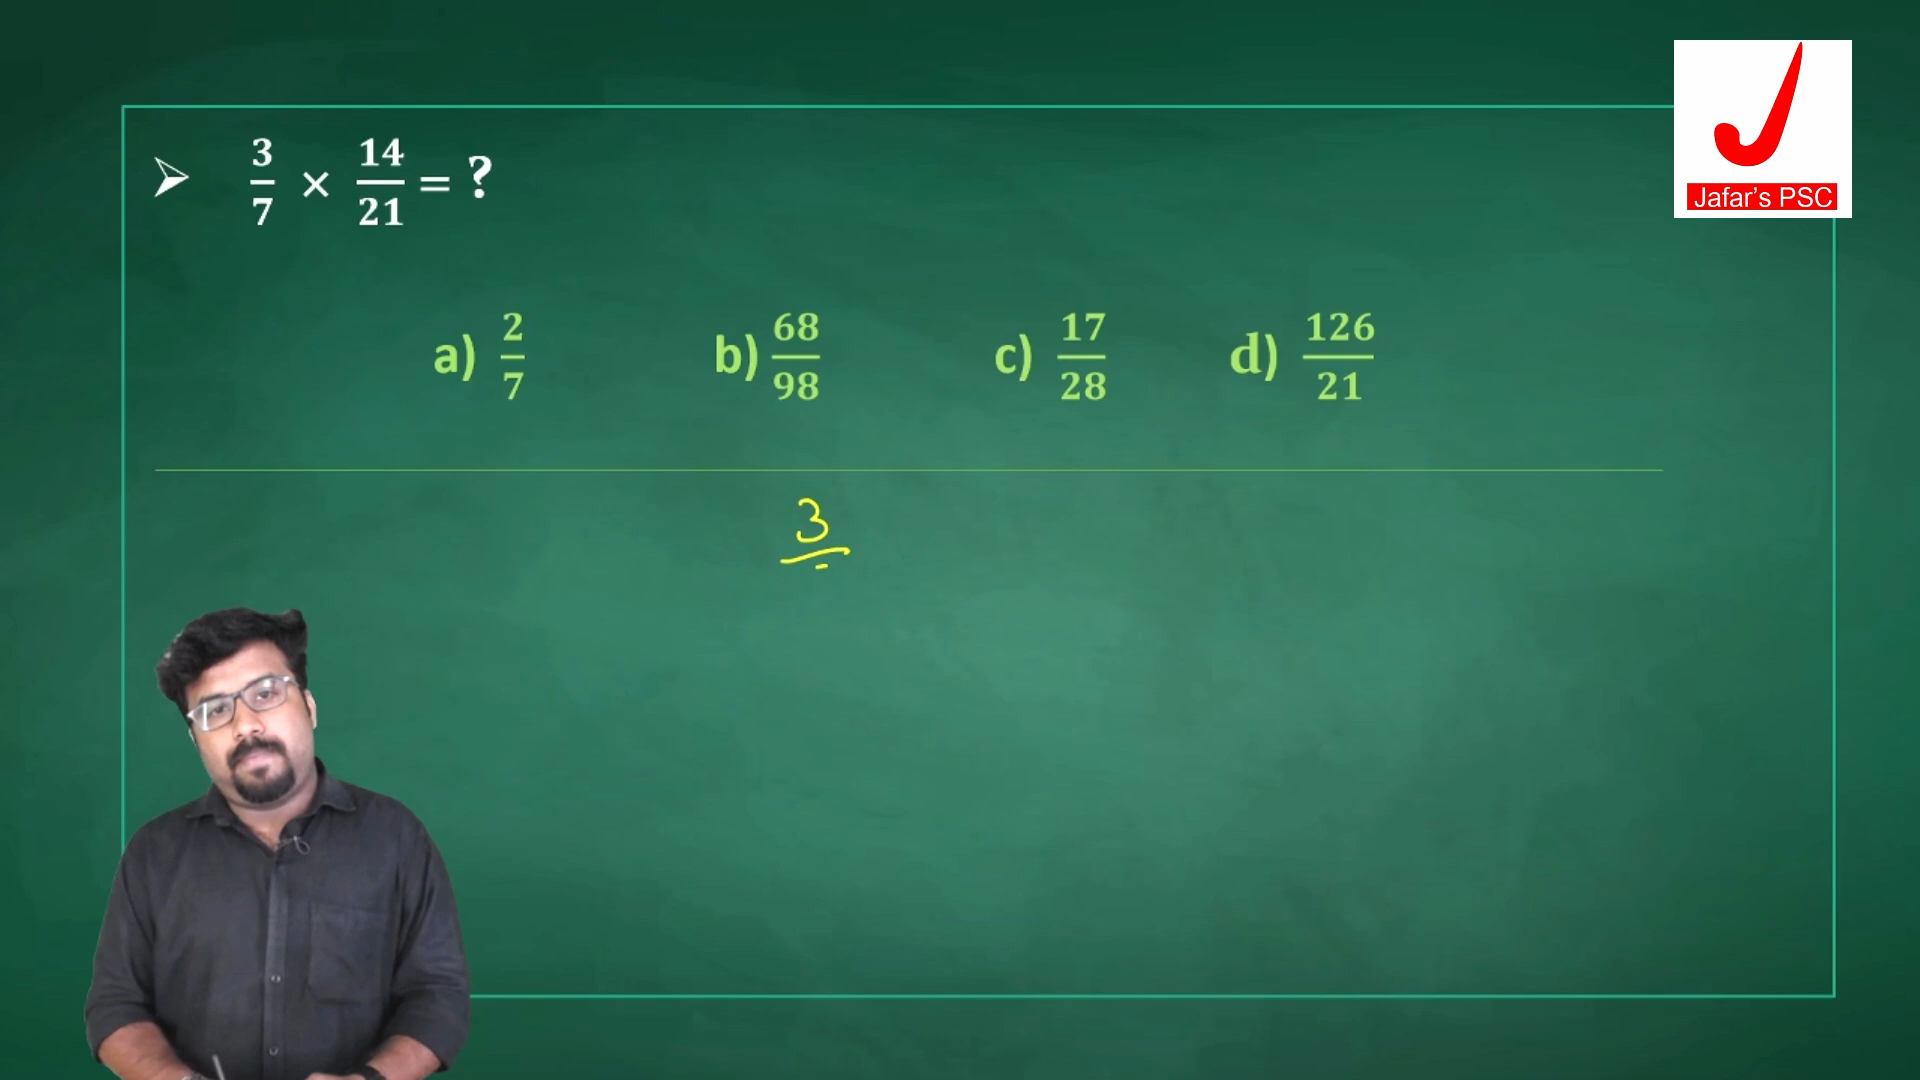 ➢ 3/7 × 14/21 = ?
a) 2/7 b) 68/98 c) 17/28 d) 126/21
3
Jafar’s PSC